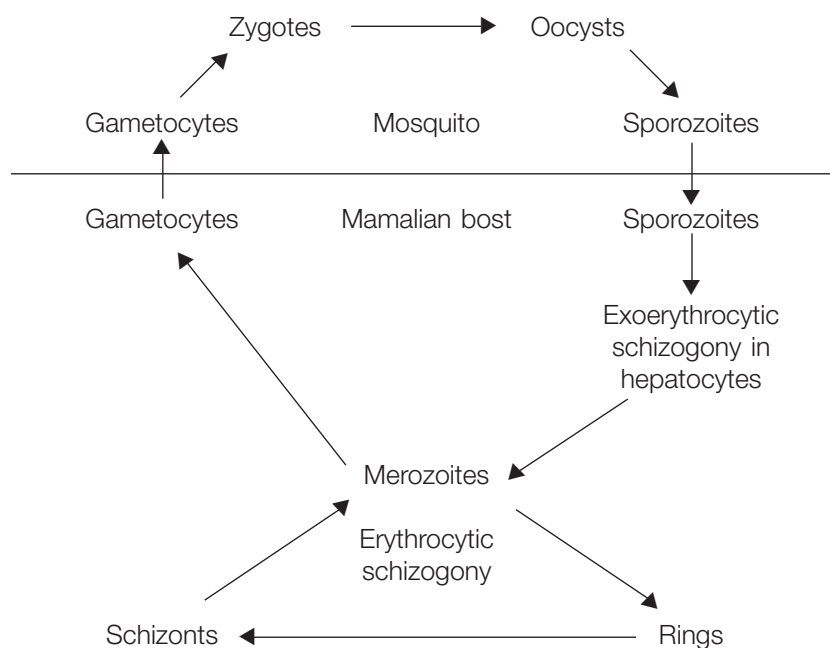 Zygotes Oocysts
Gametocytes Mosquito Sporozoites
Gametocytes Mamalian bost Sporozoites
Exoerythrocytic
schizogony in
hepatocytes
Merozoites
Erythrocytic
schizogony
Schizonts Rings